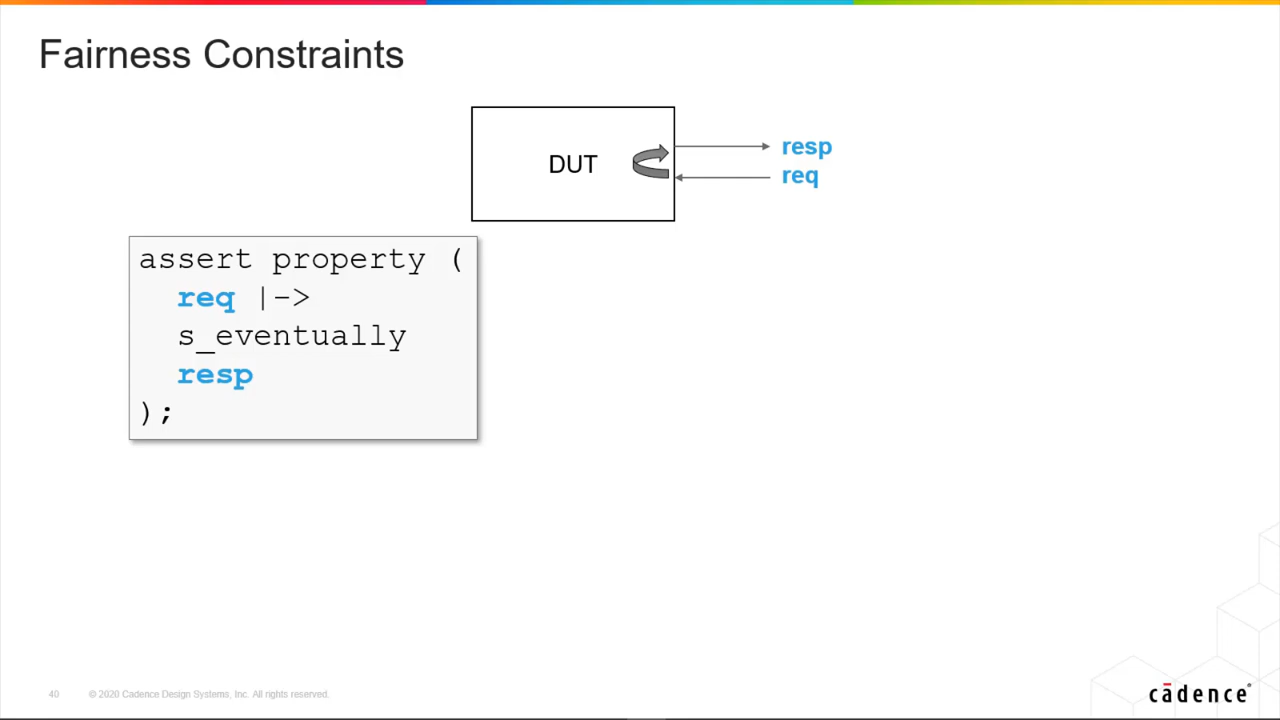 Fairness Constraints
DUT
resp
req
assert property (
req |->
s_eventually
resp
);
40 © 2020 Cadence Design Systems, Inc. All rights reserved.
cādence®